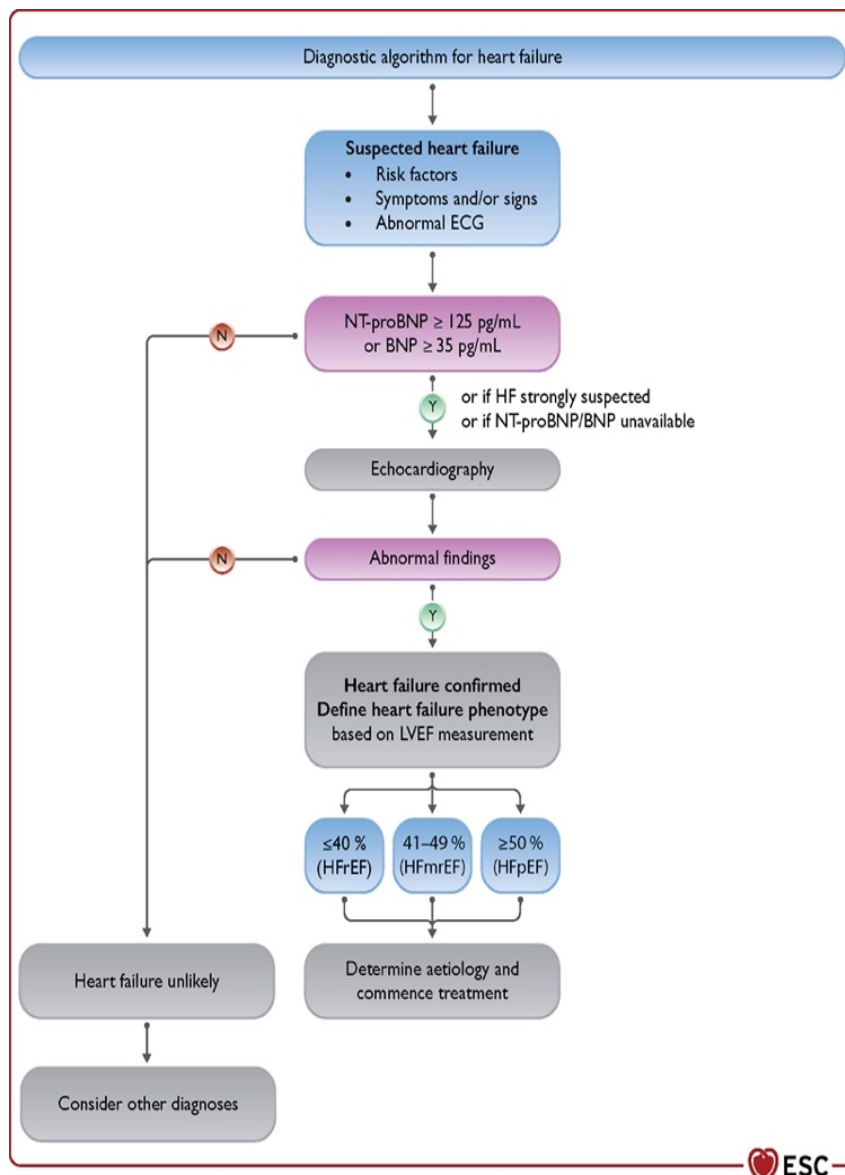 Diagnostic algorithm for heart failure
Suspected heart failure
• Risk factors
• Symptoms and/or signs
• Abnormal ECG
N
NT-proBNP ≥ 125 pg/mL
or BNP ≥ 35 pg/mL
Y
or if HF strongly suspected
or if NT-proBNP/BNP unavailable
Echocardiography
N
Abnormal findings
Y
Heart failure confirmed
Define heart failure phenotype
based on LVEF measurement
≤40 %
(HFrEF)
41–49 %
(HFmrEF)
≥50 %
(HFpEF)
Heart failure unlikely
Determine aetiology and
commence treatment
Consider other diagnoses
ESC